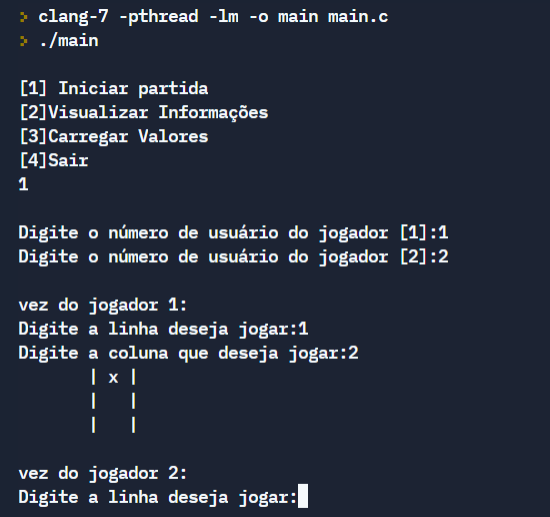 > clang-7 -pthread -lm -o main main.c
> ./main
[1] Iniciar partida
[2]Visualizar Informações
[3]Carregar Valores
[4]Sair
1
Digite o número de usuário do jogador [1]:1
Digite o número de usuário do jogador [2]:2
vez do jogador 1:
Digite a linha deseja jogar:1
Digite a coluna que deseja jogar:2
| x |
|   |
|   |
vez do jogador 2:
Digite a linha deseja jogar: